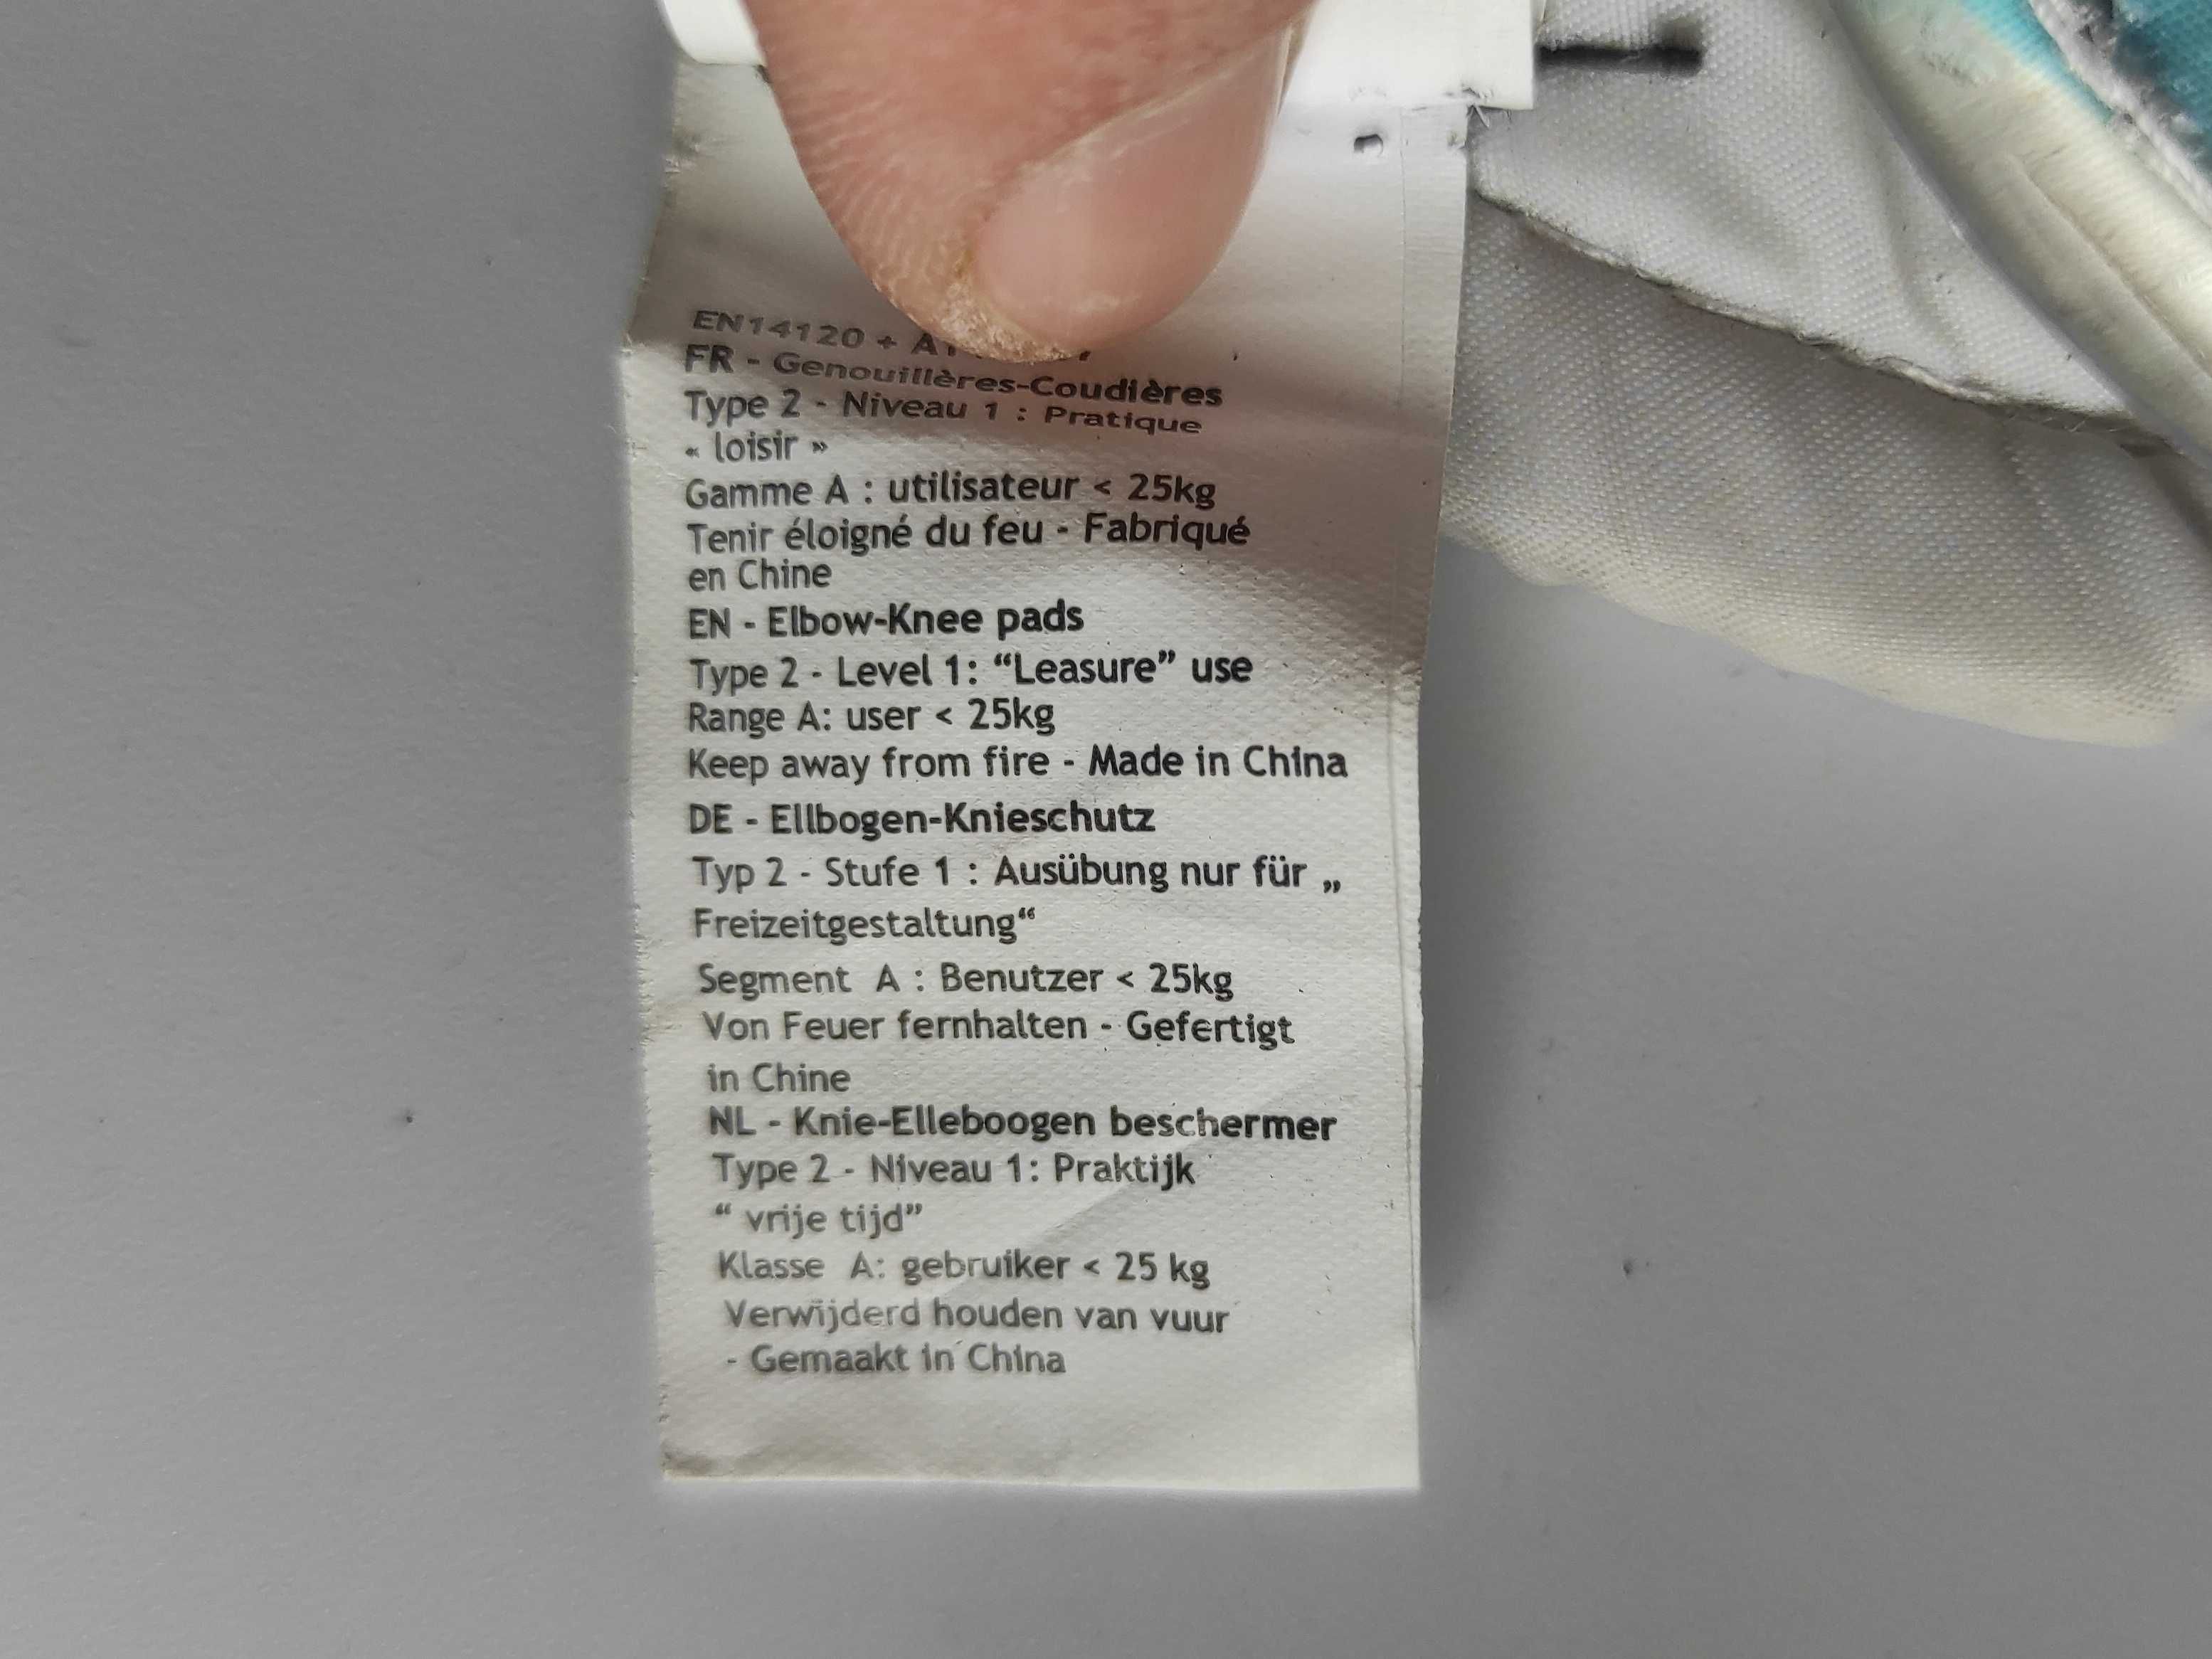 EN14120 +
FR - Genouillères-Coudières
Type 2 - Niveau 1 : Pratique
« loisir »
Gamme A : utilisateur < 25kg
Tenir éloigné du feu - Fabriqué
en Chine
EN - Elbow-Knee pads
Type 2 - Level 1: “Leasure” use
Range A: user < 25kg
Keep away from fire - Made in China
DE - Ellbogen-Knieschutz
Typ 2 - Stufe 1 : Ausübung nur für „
Freizeitgestaltung“
Segment A : Benutzer < 25kg
Von Feuer fernhalten - Gefertigt
in Chine
NL - Knie-Elleboogen beschermer
Type 2 - Niveau 1: Praktijk
“ vrije tijd”
Klasse A: gebruiker < 25 kg
Verwijderd houden van vuur
- Gemaakt in China